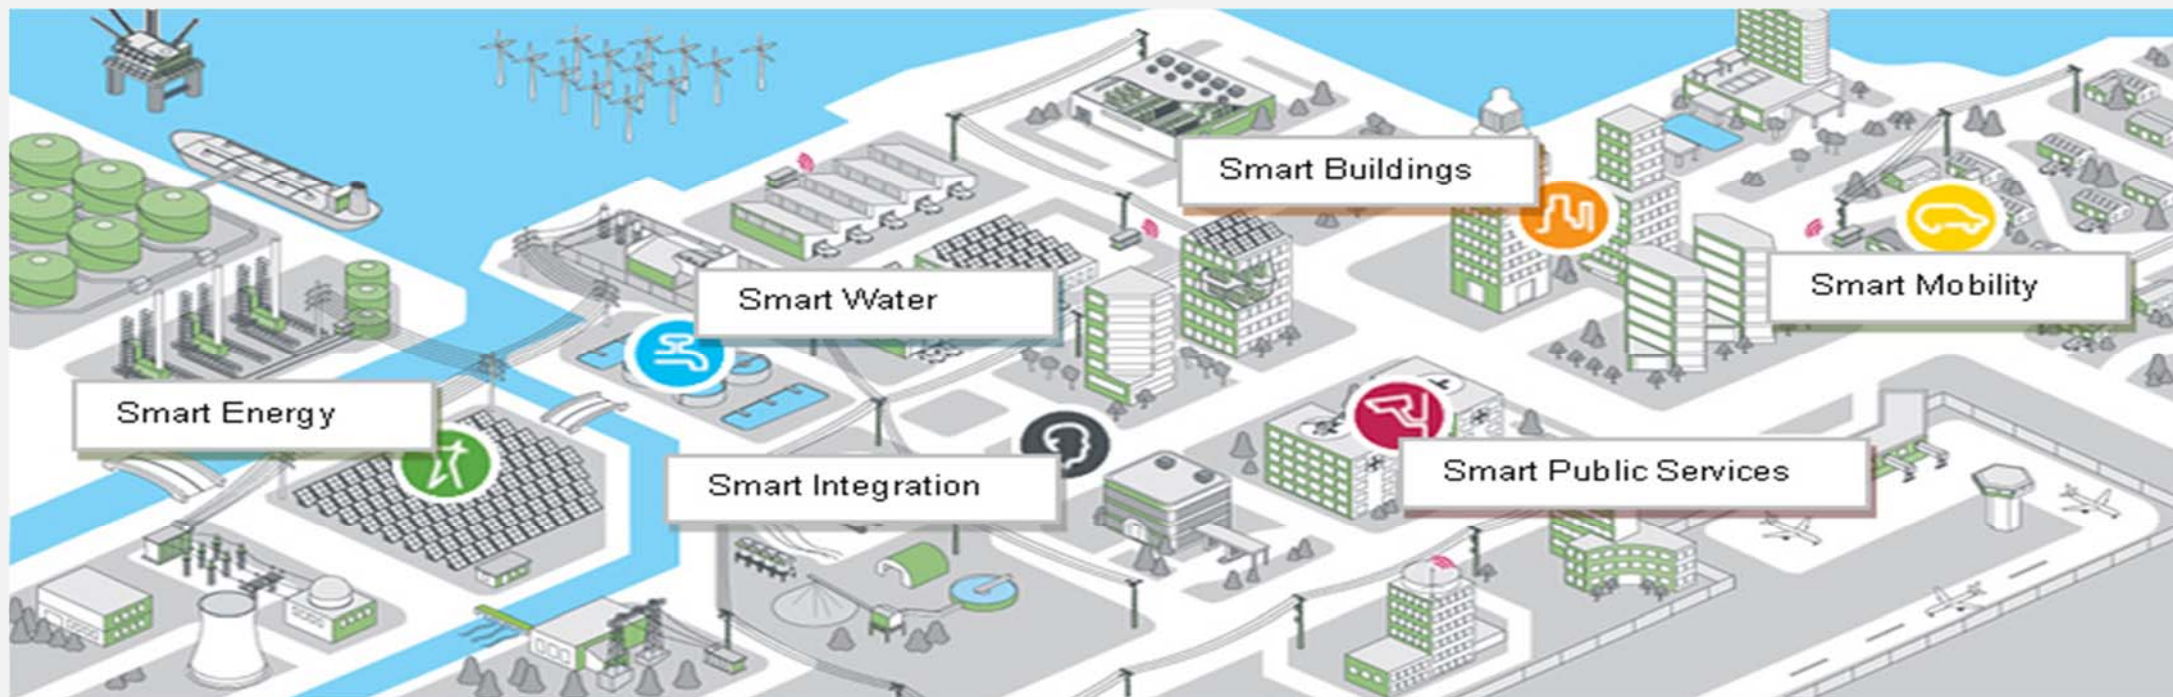 Smart Buildings
Smart Mobility
Smart Water
Smart Energy
Smart Integration
Smart Public Services